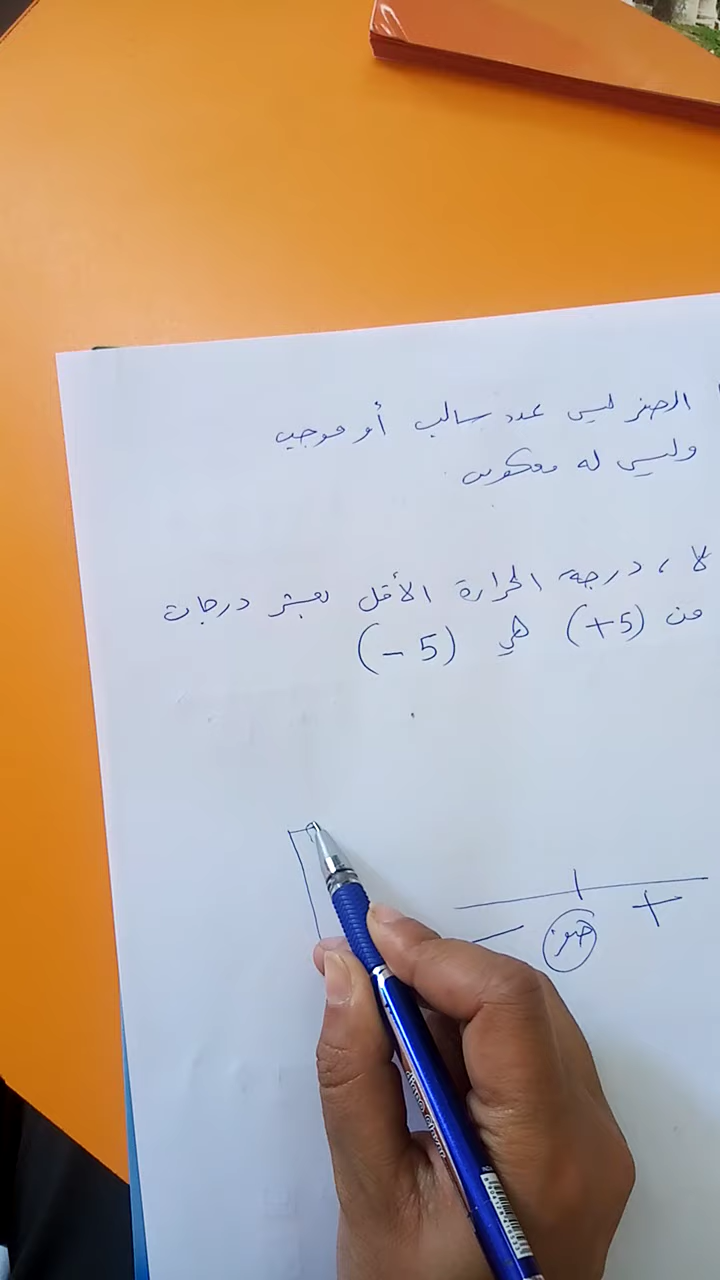 الصفر ليس عدد سالب أو موجب
وليس له معكوس
لا، درجة الحرارة الأقل بعشر درجات
من (+5) هي (-5)
+
صفر
-